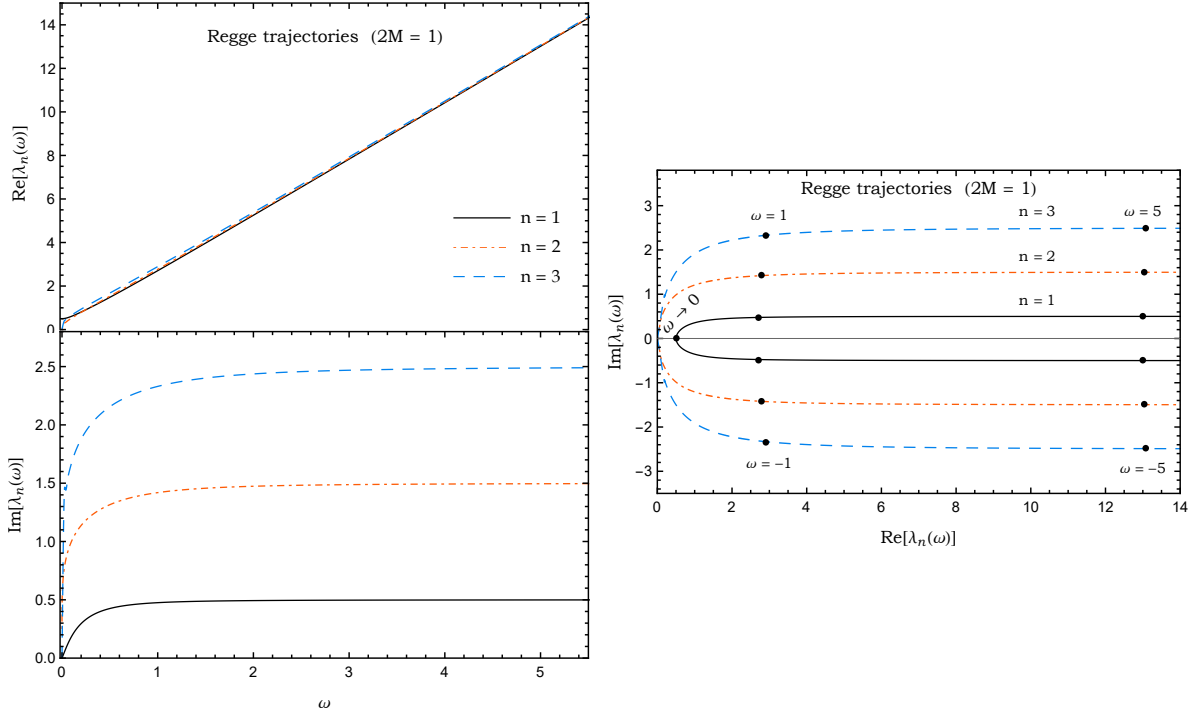 Regge trajectories (2M = 1)
Re[λₙ(ω)]
14
12
10
8
6
4
2
0
n = 1
n = 2
n = 3
Im[λₙ(ω)]
2.5
2.0
1.5
1.0
0.5
0.0
0
1
2
3
4
5
ω
Regge trajectories (2M = 1)
Im[λₙ(ω)]
3
2
1
0
−1
−2
−3
ω = 1
n = 3
ω = 5
n = 2
n = 1
ω → 0
ω = −1
ω = −5
0
2
4
6
8
10
12
14
Re[λₙ(ω)]